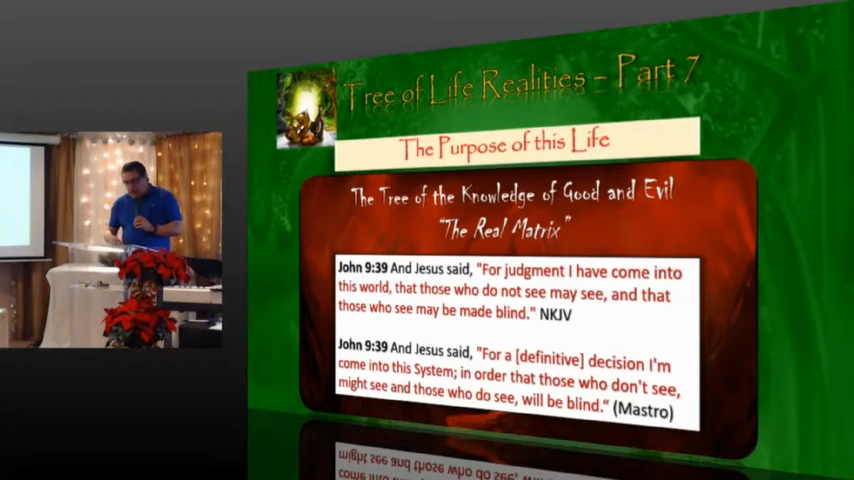 Tree of Life Realities – Part 7
The Purpose of this Life
The Tree of the Knowledge of Good and Evil
"The Real Matrix"
John 9:39 And Jesus said, "For judgment I have come into
this world, that those who do not see may see, and that
those who see may be made blind." NKJV
John 9:39 And Jesus said, "For a [definitive] decision I'm
come into this System; in order that those who don't see,
might see and those who do see, will be blind." (Mastro)